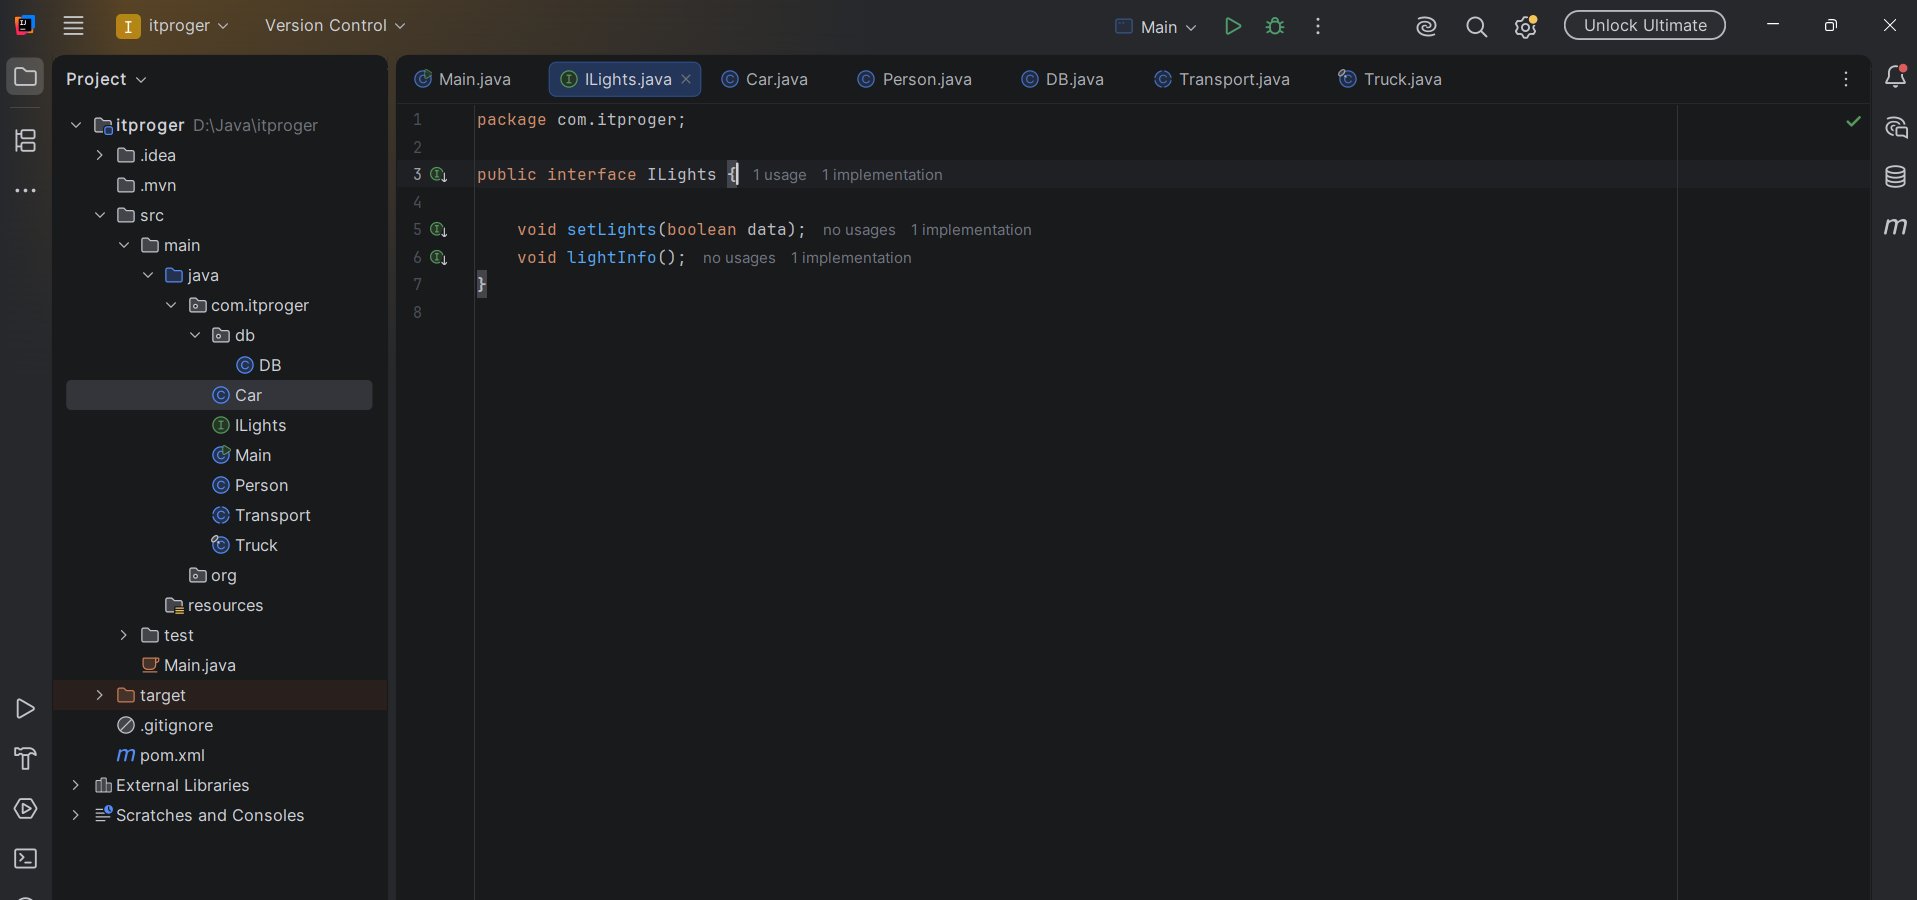 I itproger Version Control Main Unlock Ultimate
Project
itproger D:\Java\itproger
.idea
.mvn
src
main
java
com.itproger
db
DB
Car
ILights
Main
Person
Transport
Truck
org
resources
test
Main.java
target
.gitignore
pom.xml
External Libraries
Scratches and Consoles
Main.java ILights.java Car.java Person.java DB.java Transport.java Truck.java
1 package com.itproger;
2
3 public interface ILights { 1 usage 1 implementation
4
5 void setLights(boolean data); no usages 1 implementation
6 void lightInfo(); no usages 1 implementation
7 }
8
m